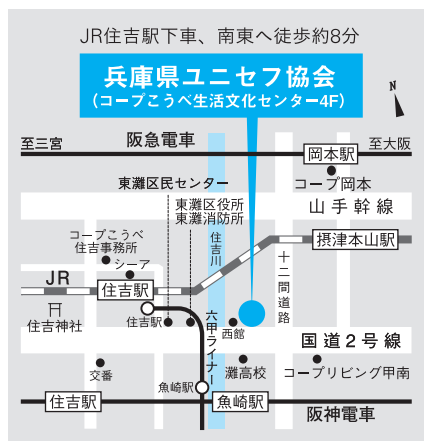 JR住吉駅下車、南東へ徒歩約8分
兵庫県ユニセフ協会
(コープこうべ生活文化センター4F)
N
至三宮
阪急電車
至大阪
岡本駅
コープ岡本
東灘区民センター
東灘区役所
東灘消防所
山手幹線
コープこうべ
住吉事務所
シーア
住吉川
十二間道路
摂津本山駅
JR
住吉駅
住吉神社
住吉駅
六甲ライナー
西館
国道2号線
交番
灘高校
コープリビング甲南
魚崎駅
住吉駅
魚崎駅
阪神電車